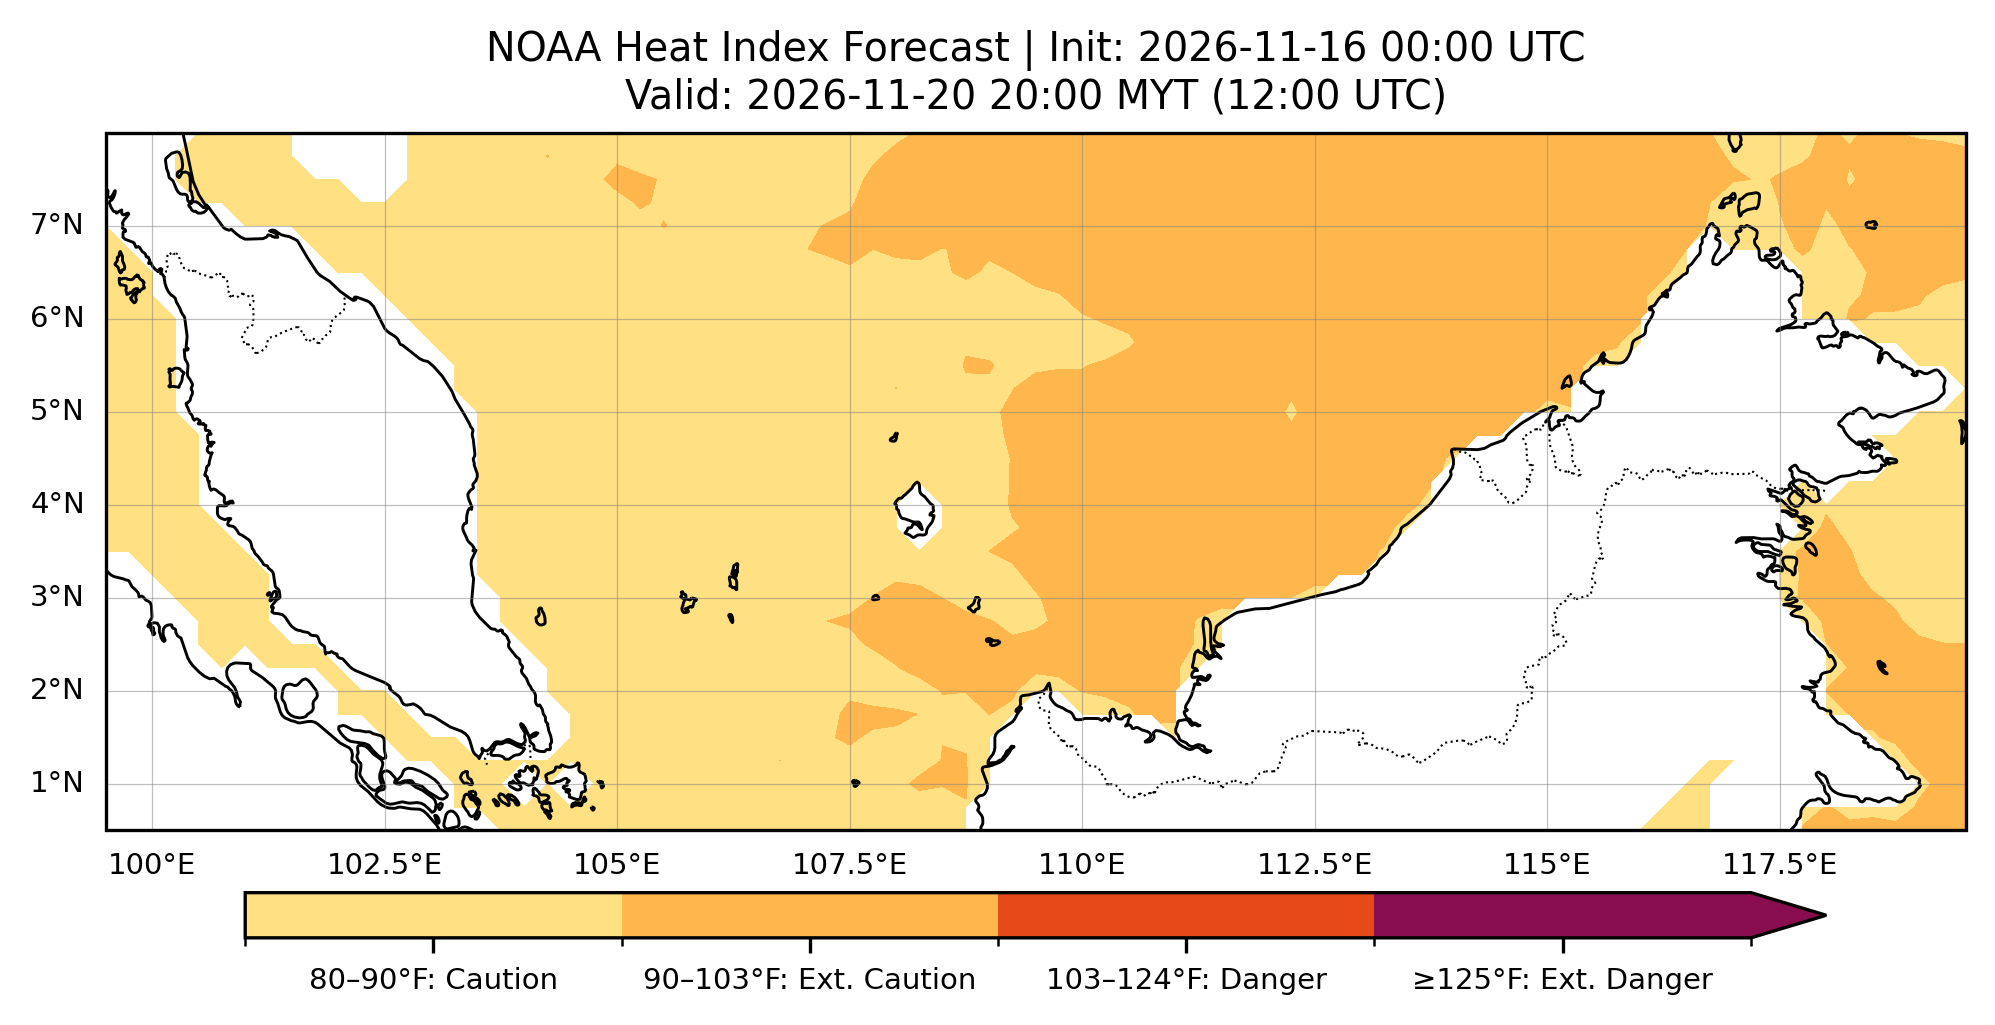 NOAA Heat Index Forecast | Init: 2026-11-16 00:00 UTC
Valid: 2026-11-20 20:00 MYT (12:00 UTC)
7°N
6°N
5°N
4°N
3°N
2°N
1°N
100°E 102.5°E 105°E 107.5°E 110°E 112.5°E 115°E 117.5°E
80–90°F: Caution 90–103°F: Ext. Caution 103–124°F: Danger ≥125°F: Ext. Danger